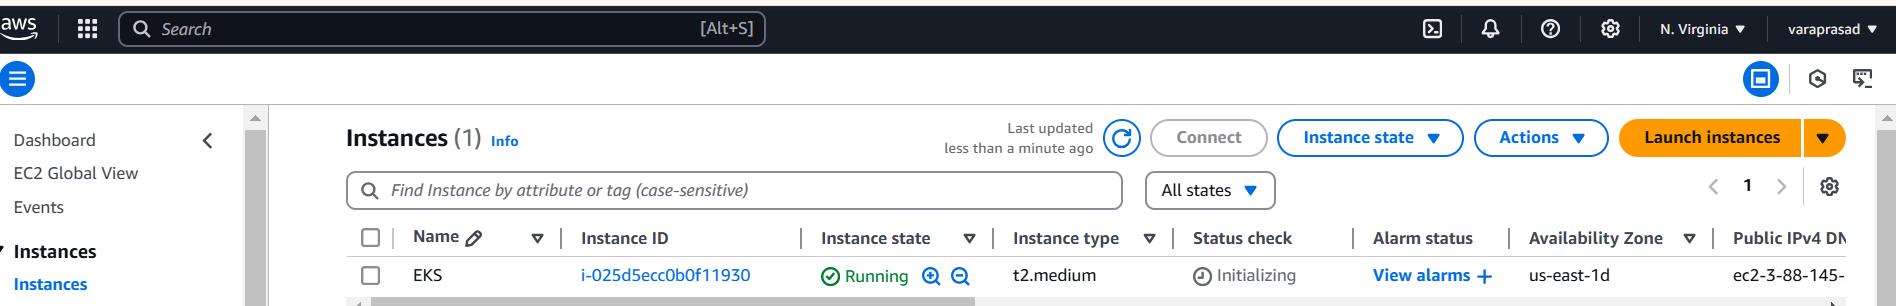 aws Search [Alt+S] N. Virginia varaprasad
Dashboard
EC2 Global View
Events
Instances
Instances
Instances (1) Info
Last updated
less than a minute ago
Connect Instance state Actions Launch instances
Find Instance by attribute or tag (case-sensitive) All states 1
Name Instance ID Instance state Instance type Status check Alarm status Availability Zone Public IPv4 DN
EKS i-025d5ecc0b0f11930 Running t2.medium Initializing View alarms + us-east-1d ec2-3-88-145-